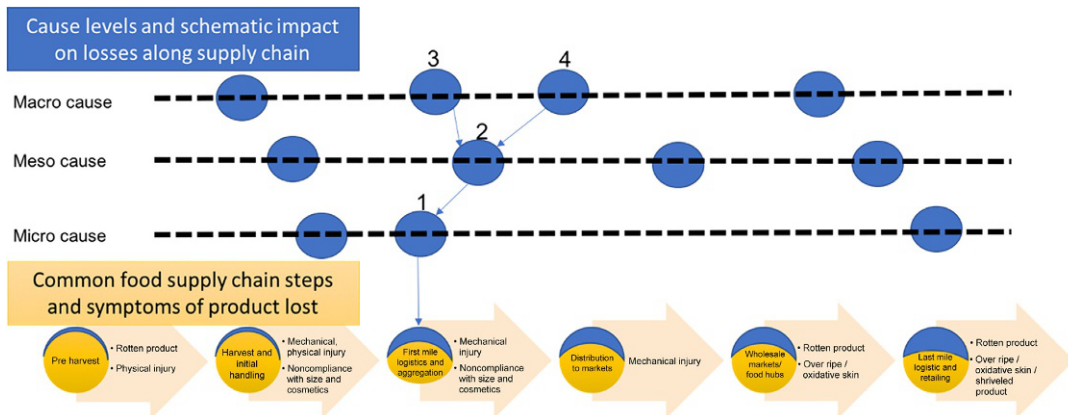 Cause levels and schematic impact
on losses along supply chain
3
4
Macro cause
2
Meso cause
1
Micro cause
Common food supply chain steps
and symptoms of product lost
Pre harvest
• Rotten product
• Physical injury
Harvest and
initial
handling
• Mechanical,
physical injury
• Noncompliance
with size and
cosmetics
First mile
logistics and
aggregation
• Mechanical
injury
• Noncompliance
with size and
cosmetics
Distribution
to markets
Mechanical injury
Wholesale
markets/
food hubs
• Rotten product
• Over ripe /
oxidative skin
Last mile
logistic and
retailing
• Rotten product
• Over ripe /
oxidative skin /
shriveled
product